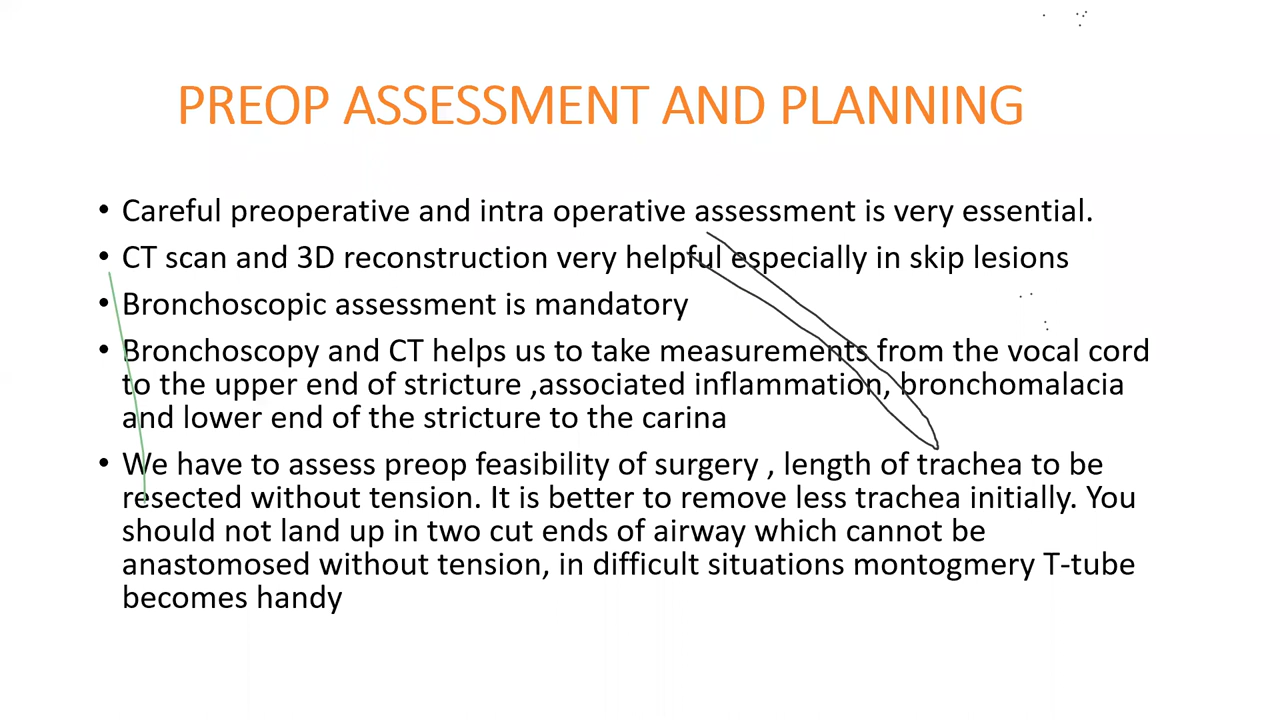 PREOP ASSESSMENT AND PLANNING
• Careful preoperative and intra operative assessment is very essential.
• CT scan and 3D reconstruction very helpful especially in skip lesions
• Bronchoscopic assessment is mandatory
• Bronchoscopy and CT helps us to take measurements from the vocal cord
to the upper end of stricture ,associated inflammation, bronchomalacia
and lower end of the stricture to the carina
• We have to assess preop feasibility of surgery , length of trachea to be
resected without tension. It is better to remove less trachea initially. You
should not land up in two cut ends of airway which cannot be
anastomosed without tension, in difficult situations montogmery T-tube
becomes handy